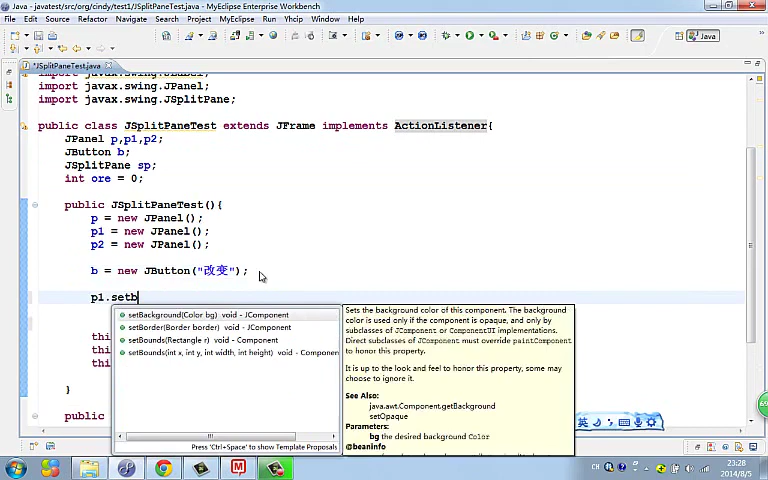 Java - javatest/src/org/cindy/test1/JSplitPaneTest.java - MyEclipse Enterprise Workbench
File Edit Source Refactor Navigate Search Project MyEclipse Run Yhcip Window Help
Java
*JSplitPaneTest.java
import javax.swing.JLabel;
import javax.swing.JPanel;
import javax.swing.JSplitPane;
public class JSplitPaneTest extends JFrame implements ActionListener{
JPanel p,p1,p2;
JButton b;
JSplitPane sp;
int ore = 0;
public JSplitPaneTest(){
p = new JPanel();
p1 = new JPanel();
p2 = new JPanel();
b = new JButton("改变");
p1.setb
setBackground(Color bg) void - JComponent
setBorder(Border border) void - JComponent
setBounds(Rectangle r) void - Component
setBounds(int x, int y, int width, int height) void - Componen
Press 'Ctrl+Space' to show Template Proposals
Sets the background color of this component. The background
color is used only if the component is opaque, and only by
subclasses of JComponent or ComponentUI implementations.
Direct subclasses of JComponent must override paintComponent
to honor this property.
It is up to the look and feel to honor this property, some may
choose to ignore it.
See Also:
java.awt.Component.getBackground
setOpaque
Parameters:
bg the desired background Color
@beaninfo
thi
thi
thi
}
public
英
CH
23:28
2014/8/5